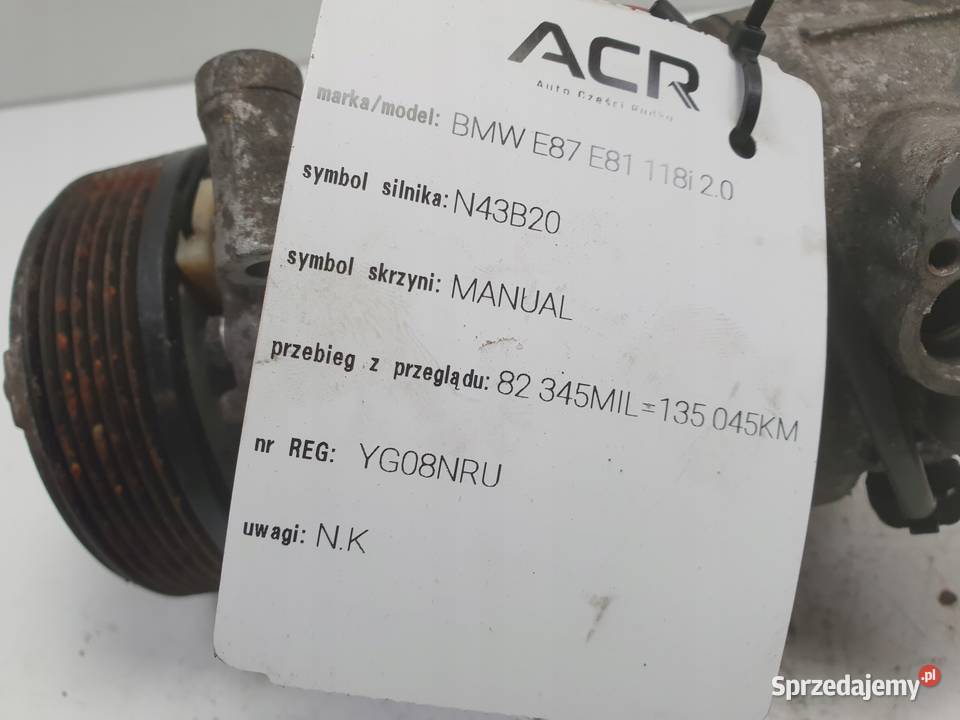 ACR
Auto Części Radko
marka/model: BMW E87 E81 118i 2.0
symbol silnika: N43B20
symbol skrzyni: MANUAL
przebieg z przeglądu: 82 345MIL=135 045KM
nr REG: YG08NRU
uwagi: N.K
Sprzedajemy.pl